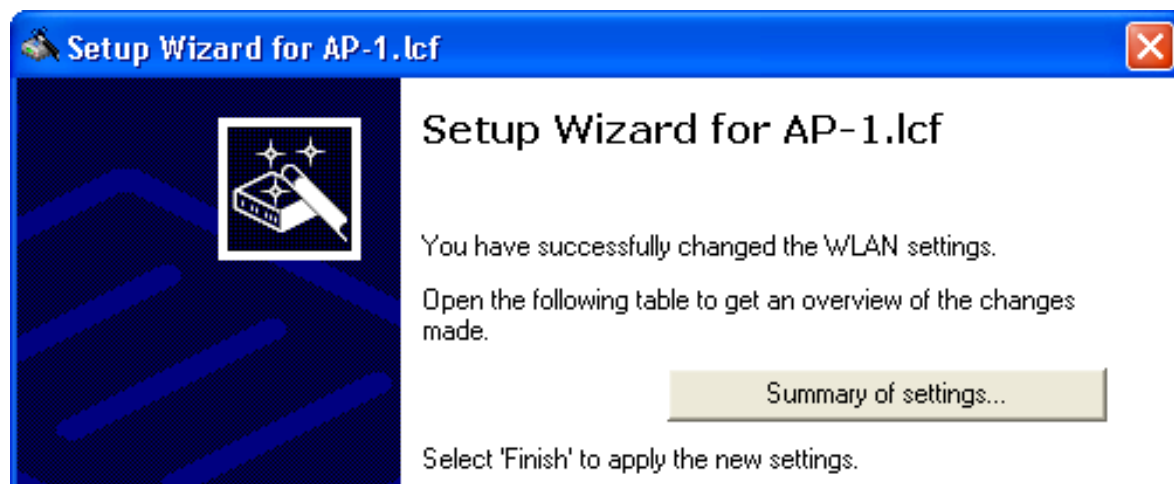 Setup Wizard for AP-1.lcf
Setup Wizard for AP-1.lcf
You have successfully changed the WLAN settings.
Open the following table to get an overview of the changes
made.
Summary of settings...
Select 'Finish' to apply the new settings.